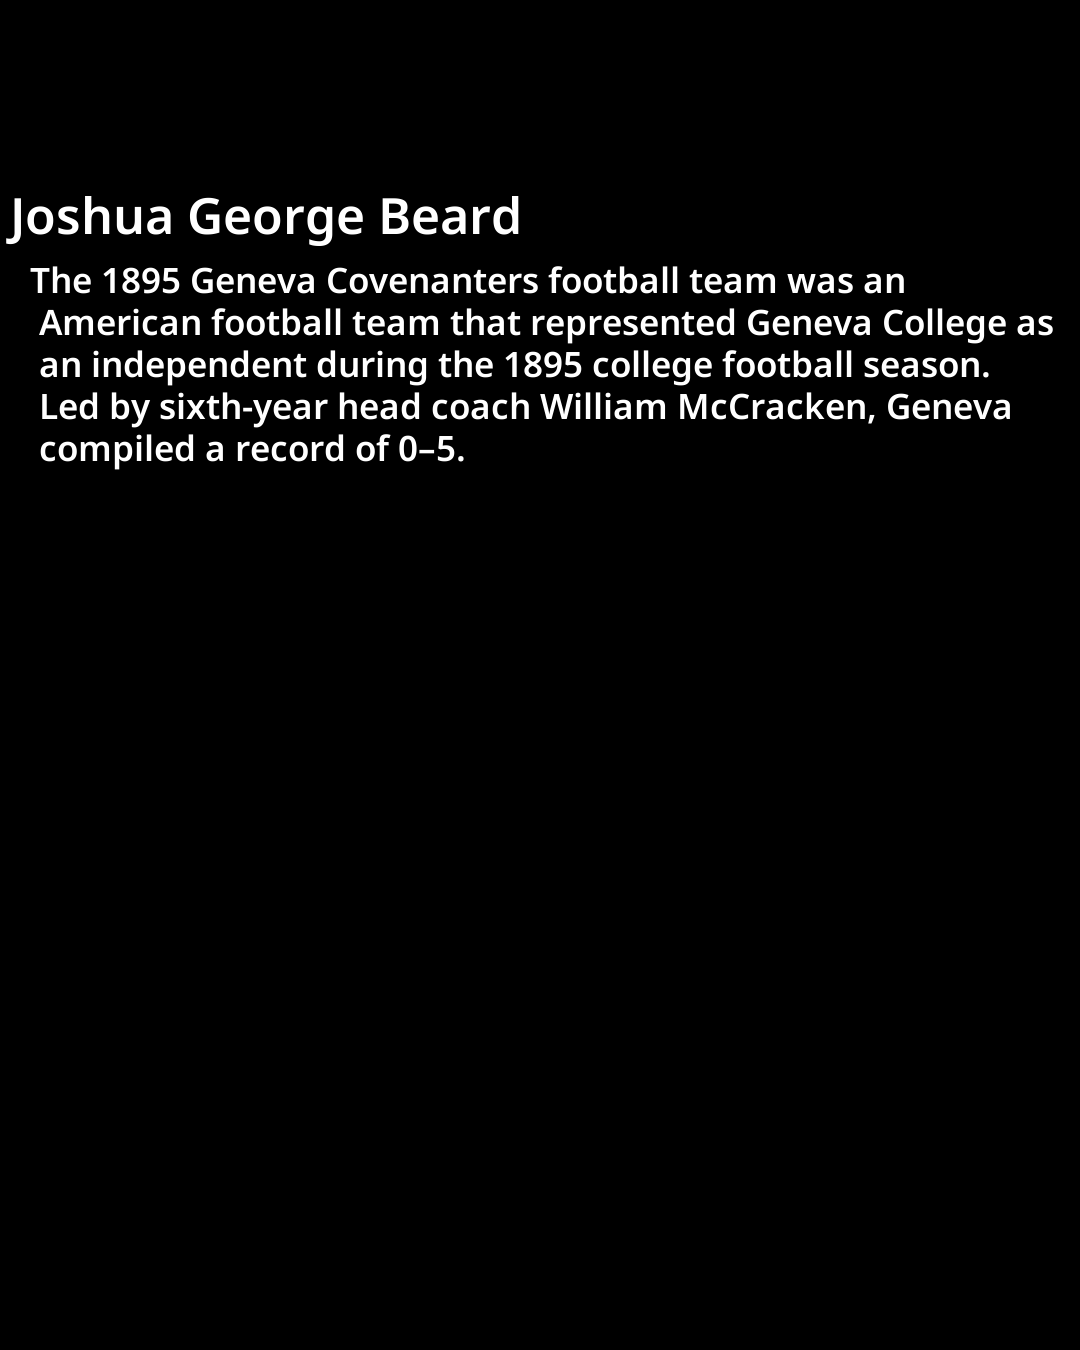 Joshua George Beard
The 1895 Geneva Covenanters football team was an
American football team that represented Geneva College as
an independent during the 1895 college football season.
Led by sixth-year head coach William McCracken, Geneva
compiled a record of 0–5.